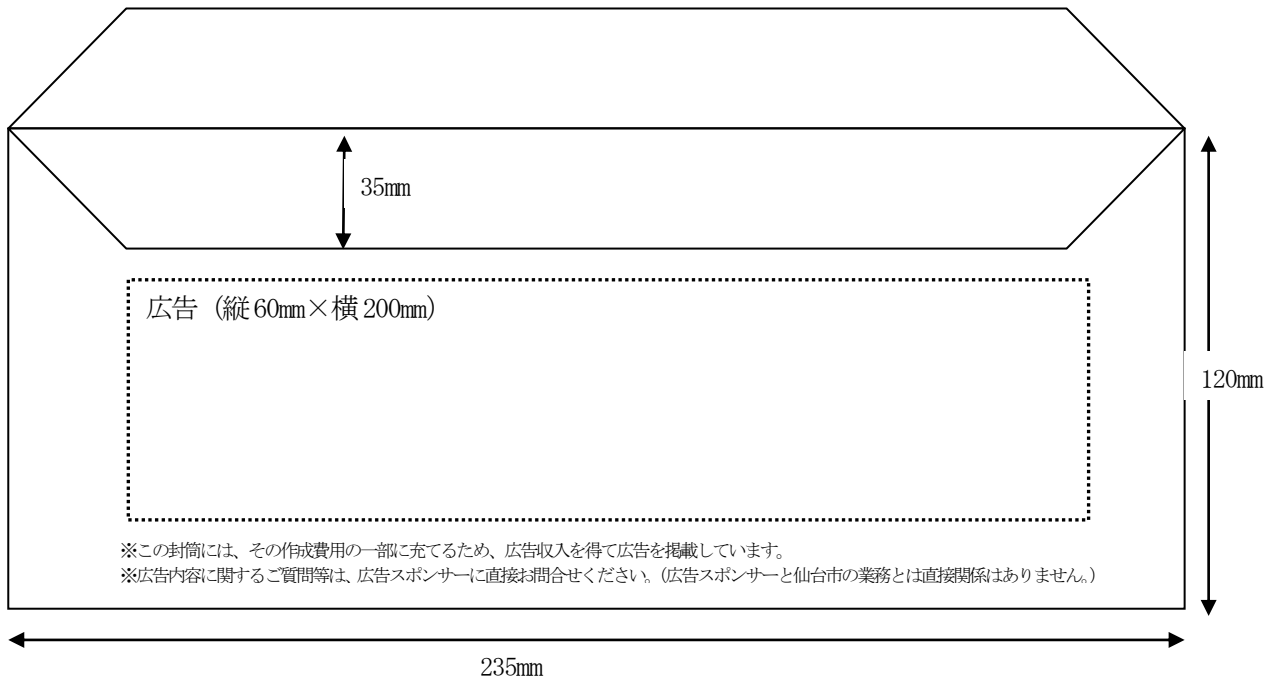 35mm
広告（縦60mm×横200mm）
120mm
※この封筒には、その作成費用の一部に充てるため、広告収入を得て広告を掲載しています。
※広告内容に関するご質問等は、広告スポンサーに直接お問合せください。（広告スポンサーと仙台市の業務とは直接関係はありません。）
235mm